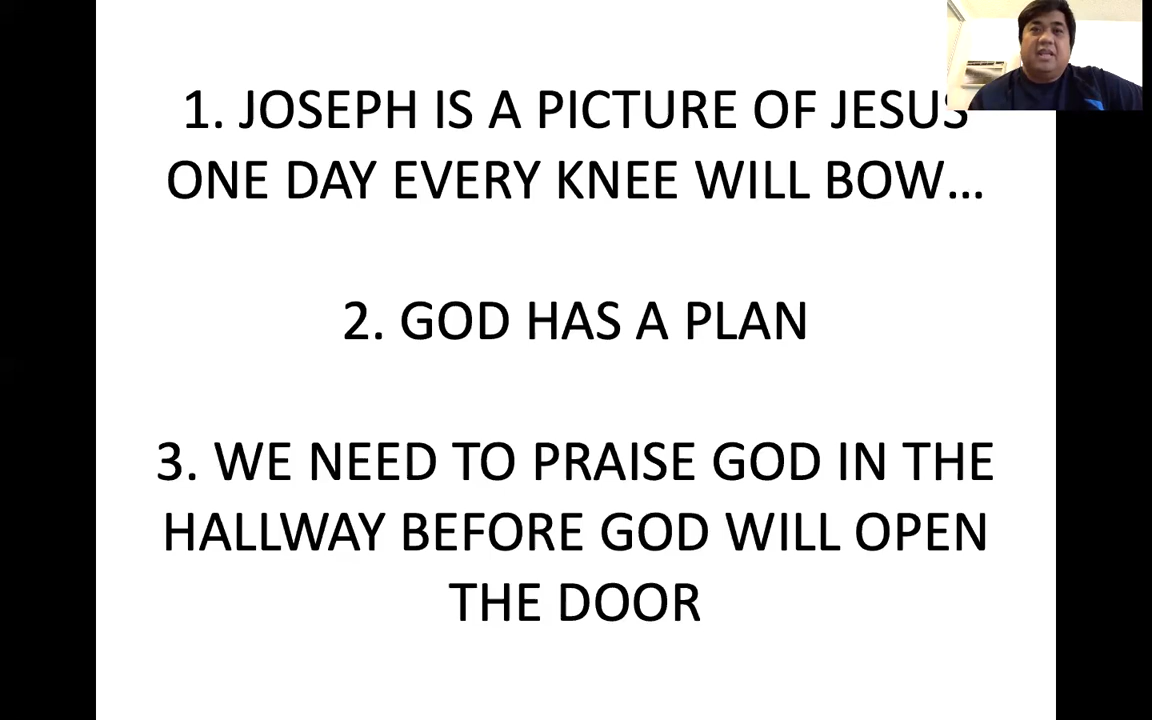 1. JOSEPH IS A PICTURE OF JESUS
ONE DAY EVERY KNEE WILL BOW...
2. GOD HAS A PLAN
3. WE NEED TO PRAISE GOD IN THE
HALLWAY BEFORE GOD WILL OPEN
THE DOOR